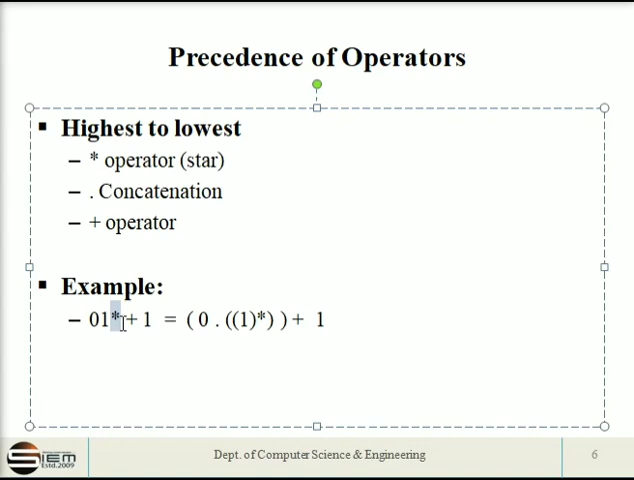 Precedence of Operators
▪ Highest to lowest
– * operator (star)
– . Concatenation
– + operator
▪ Example:
– 01* + 1 = ( 0 . ((1)*) ) + 1
SIEM
Estd.2009
Dept. of Computer Science & Engineering
6